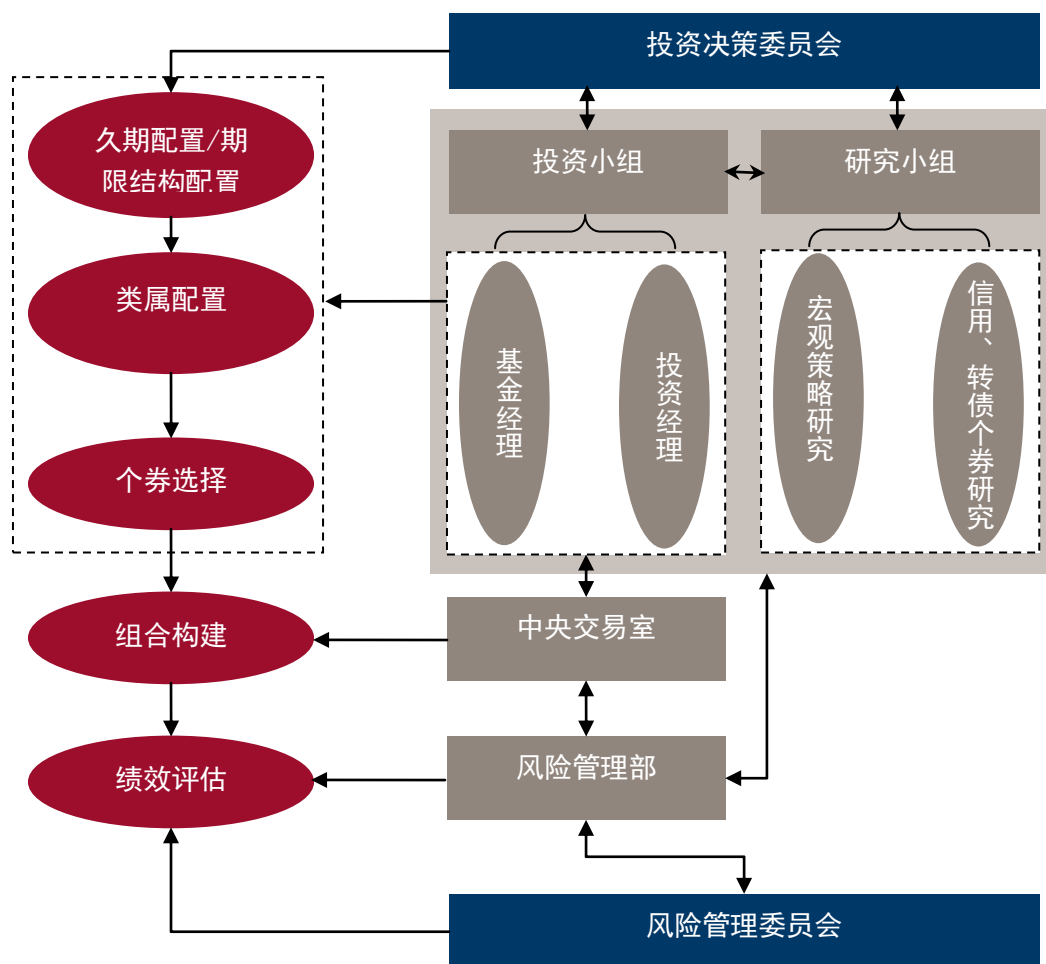 投资决策委员会
久期配置/期
限结构配置
投资小组
研究小组
类属配置
基金经理
投资经理
宏观策略研究
信用、转债个券研究
个券选择
组合构建
中央交易室
绩效评估
风险管理部
风险管理委员会